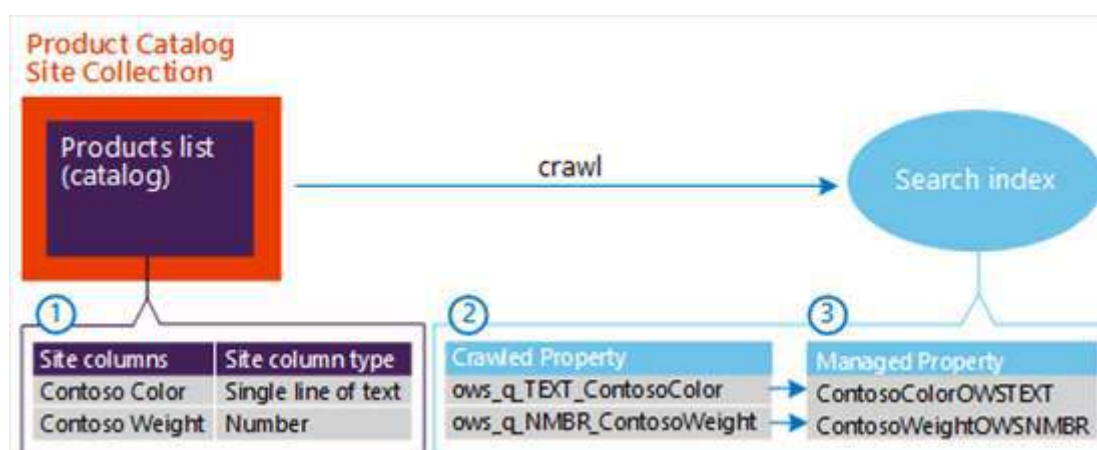 Product Catalog
Site Collection
Products list
(catalog)
crawl
Search index
1
2
3
Site columns Site column type
Contoso Color Single line of text
Contoso Weight Number
Crawled Property
ows_q_TEXT_ContosoColor
ows_q_NMBR_ContosoWeight
Managed Property
ContosoColorOWSTEXT
ContosoWeightOWSNMBR